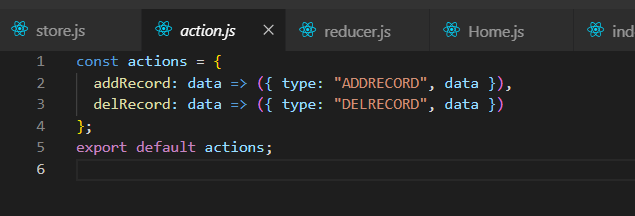 store.js action.js × reducer.js Home.js ind
1 const actions = {
2 addRecord: data => ({ type: "ADDRECORD", data }),
3 delRecord: data => ({ type: "DELRECORD", data })
4 };
5 export default actions;
6